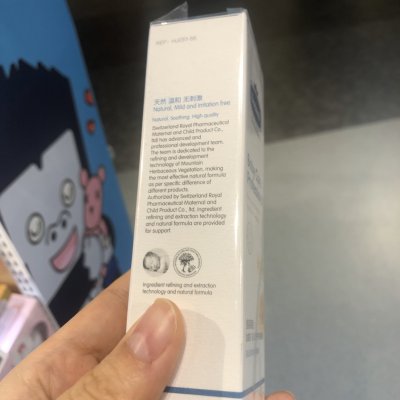 天然 温和 无刺激
Natural, Mild and Irritation free
Natural, Soothing, High quality
Switzerland Royal Pharmaceutical
Maternal and Child Product Co.,
ltd) has advanced and
professional development team.
The team is dedicated to the
refining and development
technology of Mountain
Herbaceous Vegetation, making
the most effective natural formula
as per specific difference of
different products.
Authorized by Switzerland Royal
Pharmaceutical Maternal and
Child Product Co., ltd, ingredient
refining and extraction technology
and natural formula are provided
for support.
Ingredient refining and extraction
technology and natural formula